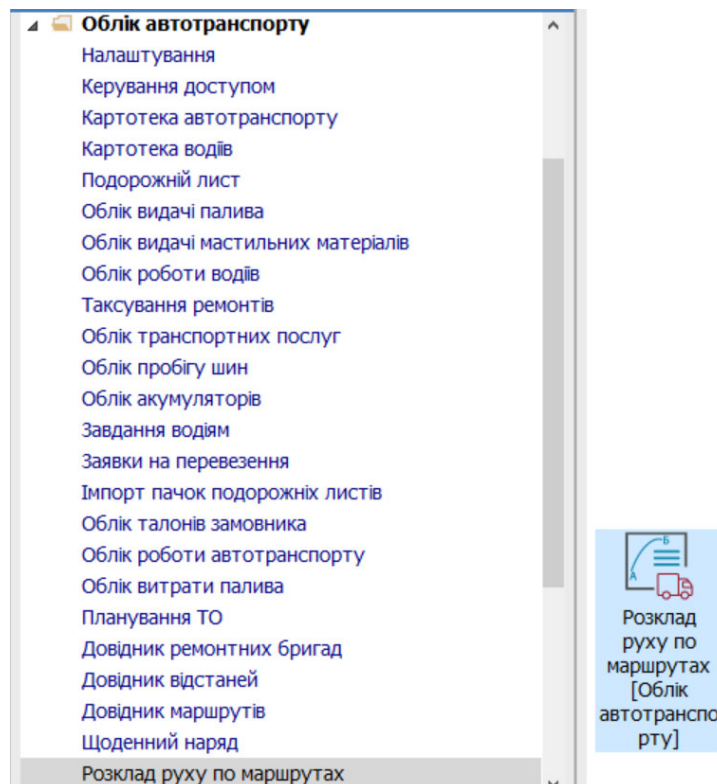 Облік автотранспорту
Налаштування
Керування доступом
Картотека автотранспорту
Картотека водіїв
Подорожній лист
Облік видачі палива
Облік видачі мастильних матеріалів
Облік роботи водіїв
Таксування ремонтів
Облік транспортних послуг
Облік пробігу шин
Облік акумуляторів
Завдання водіям
Заявки на перевезення
Імпорт пачок подорожніх листів
Облік талонів замовника
Облік роботи автотранспорту
Облік витрати палива
Планування ТО
Довідник ремонтних бригад
Довідник відстаней
Довідник маршрутів
Щоденний наряд
Розклад руху по маршрутах
Б
А
Розклад
руху по
маршрутах
[Облік
автотранспо
рту]